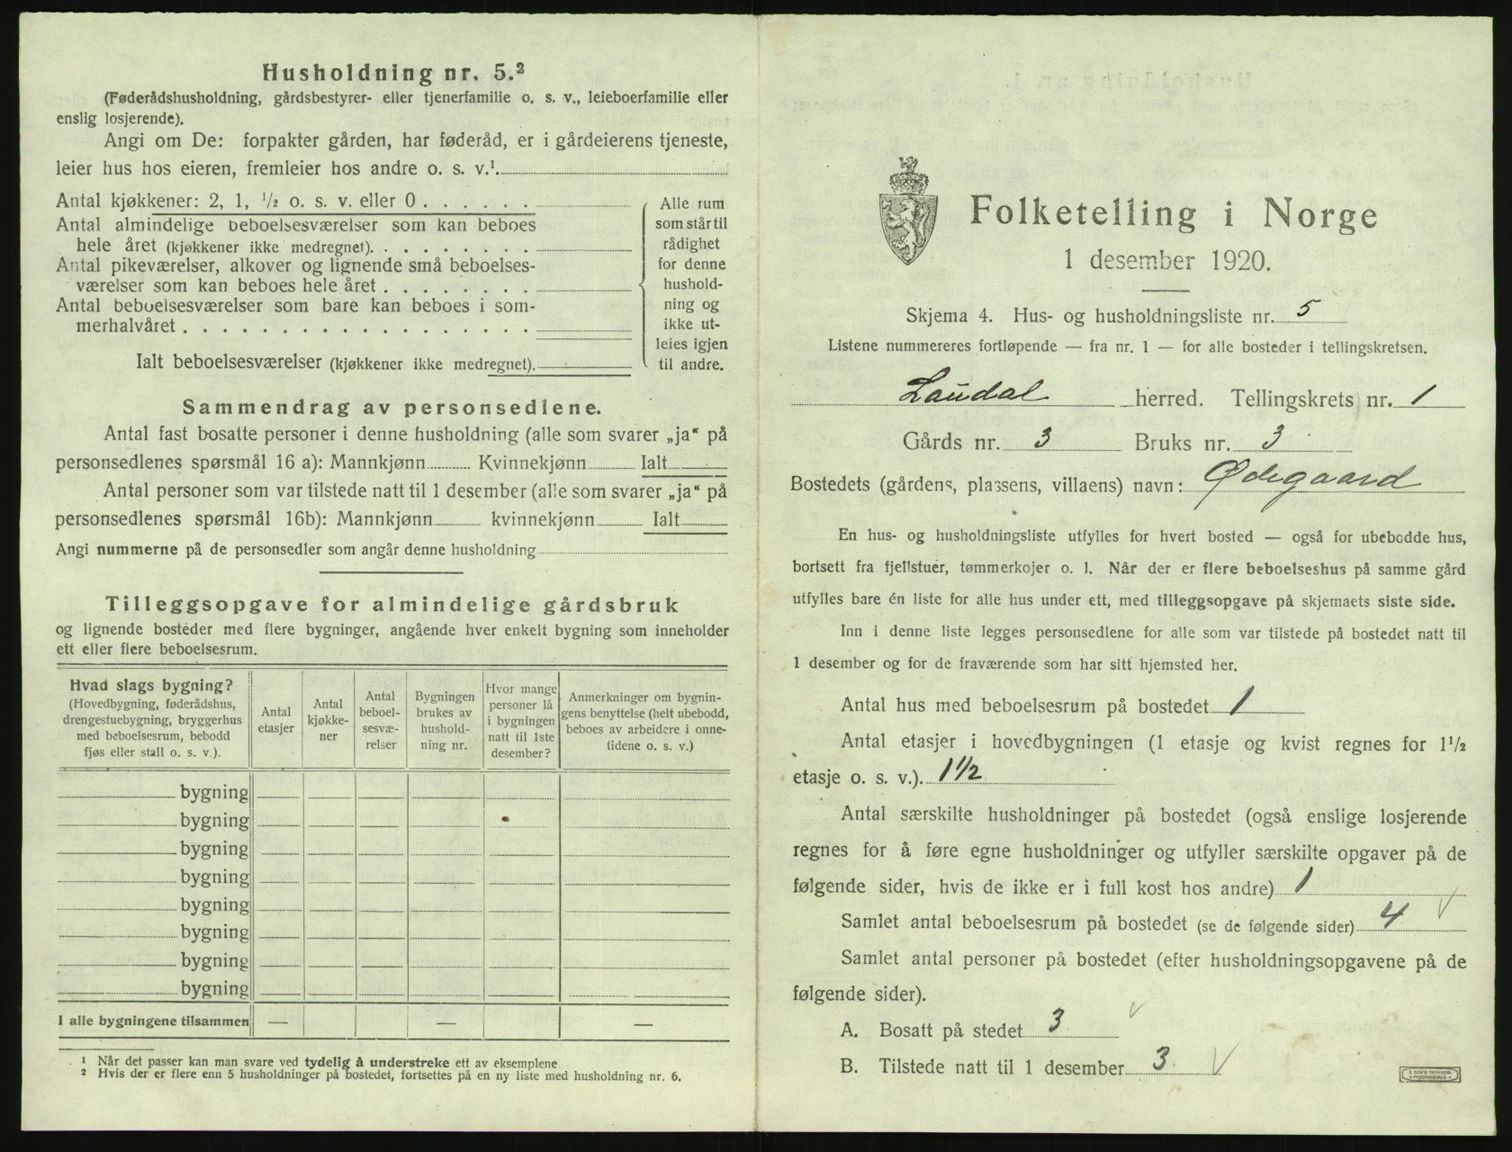 Husholdning nr. 5.²
(Føderådshusholdning, gårdsbestyrer- eller tjenerfamilie o. s. v., leieboerfamilie eller
enslig losjerende).
Angi om De: forpakter gården, har føderåd, er i gårdeierens tjeneste,
leier hus hos eieren, fremleier hos andre o. s. v.¹
Antal kjøkkener: 2, 1, ½ o. s. v. eller 0
Antal almindelige beboelsesværelser som kan beboes
hele året (kjøkkener ikke medregnet).
Antal pikeværelser, alkover og lignende små beboelses-
værelser som kan beboes hele året
Antal beboelsesværelser som bare kan beboes i som-
merhalvåret
Ialt beboelsesværelser (kjøkkener ikke medregnet).
Alle rum
som står til
rådighet
for denne
hushold-
ning og
ikke ut-
leies igjen
til andre.
Sammendrag av personsedlene.
Antal fast bosatte personer i denne husholdning (alle som svarer „ja“ på
personsedlenes spørsmål 16 a): Mannkjønn Kvinnekjønn Ialt
Antal personer som var tilstede natt til 1 desember (alle som svarer „ja“ på
personsedlenes spørsmål 16b): Mannkjønn kvinnekjønn Ialt
Angi nummerne på de personsedler som angår denne husholdning
Tilleggsopgave for almindelige gårdsbruk
og lignende bosteder med flere bygninger, angående hver enkelt bygning som inneholder
ett eller flere beboelsesrum.
Hvad slags bygning?
(Hovedbygning, føderådshus,
drengestuebygning, bryggerhus
med beboelsesrum, bebodd
fjøs eller stall o. s. v.).
Antal
etasjer
Antal
kjøkke-
ner
Antal
beboel-
sesvæ-
relser
Bygningen
brukes av
hushold-
ning nr.
Hvor mange
personer lå
i bygningen
natt til 1ste
desember?
Anmerkninger om bygnin-
gens benyttelse (helt ubebodd,
beboes av arbeidere i onne-
tidene o. s. v.)
bygning
bygning
bygning
bygning
bygning
bygning
bygning
bygning
I alle bygningene tilsammen — — —
¹ Når det passer kan man svare ved tydelig å understreke ett av eksemplene
² Hvis der er flere enn 5 husholdninger på bostedet, fortsettes på en ny liste med husholdning nr. 6.
Folketelling i Norge
1 desember 1920.
Skjema 4. Hus- og husholdningsliste nr. 5
Listene nummereres fortløpende — fra nr. 1 — for alle bosteder i tellingskretsen.
Laudal herred. Tellingskrets nr. 1
Gårds nr. 3 Bruks nr. 3
Bostedets (gårdens, plassens, villaens) navn: Ødegaard
En hus- og husholdningsliste utfylles for hvert bosted — også for ubebodde hus,
bortsett fra fjellstuer, tømmerkojer o. l. Når der er flere beboelseshus på samme gård
utfylles bare én liste for alle hus under ett, med tilleggsopgave på skjemaets siste side.
Inn i denne liste legges personsedlene for alle som var tilstede på bostedet natt til
1 desember og for de fraværende som har sitt hjemsted her.
Antal hus med beboelsesrum på bostedet 1
Antal etasjer i hovedbygningen (1 etasje og kvist regnes for 1½
etasje o. s. v.). 1½
Antal særskilte husholdninger på bostedet (også enslige losjerende
regnes for å føre egne husholdninger og utfyller særskilte opgaver på de
følgende sider, hvis de ikke er i full kost hos andre) 1
Samlet antal beboelsesrum på bostedet (se de følgende sider) 4
Samlet antal personer på bostedet (efter husholdningsopgavene på de
følgende sider).
A. Bosatt på stedet 3
B. Tilstede natt til 1 desember 3